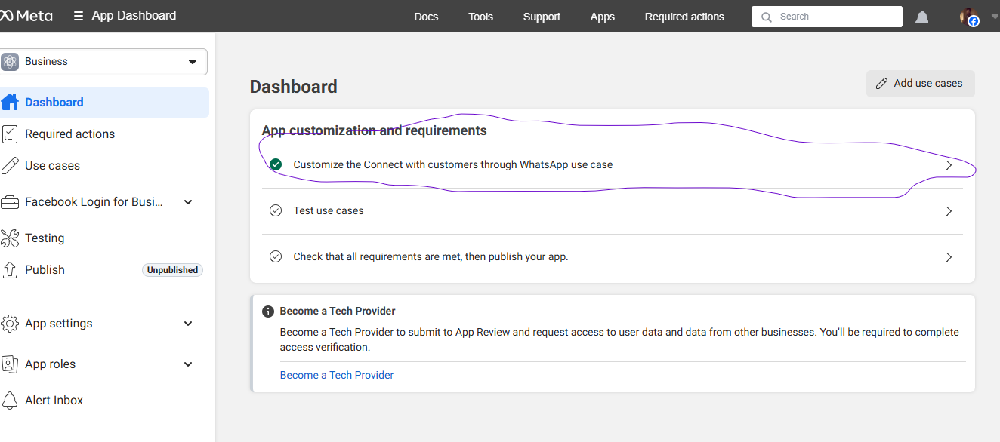 Meta
App Dashboard
Docs
Tools
Support
Apps
Required actions
Search
Business
Dashboard
Required actions
Use cases
Facebook Login for Busi...
Testing
Publish
Unpublished
App settings
App roles
Alert Inbox
Dashboard
Add use cases
App customization and requirements
Customize the Connect with customers through WhatsApp use case
Test use cases
Check that all requirements are met, then publish your app.
Become a Tech Provider
Become a Tech Provider to submit to App Review and request access to user data and data from other businesses. You’ll be required to complete
access verification.
Become a Tech Provider